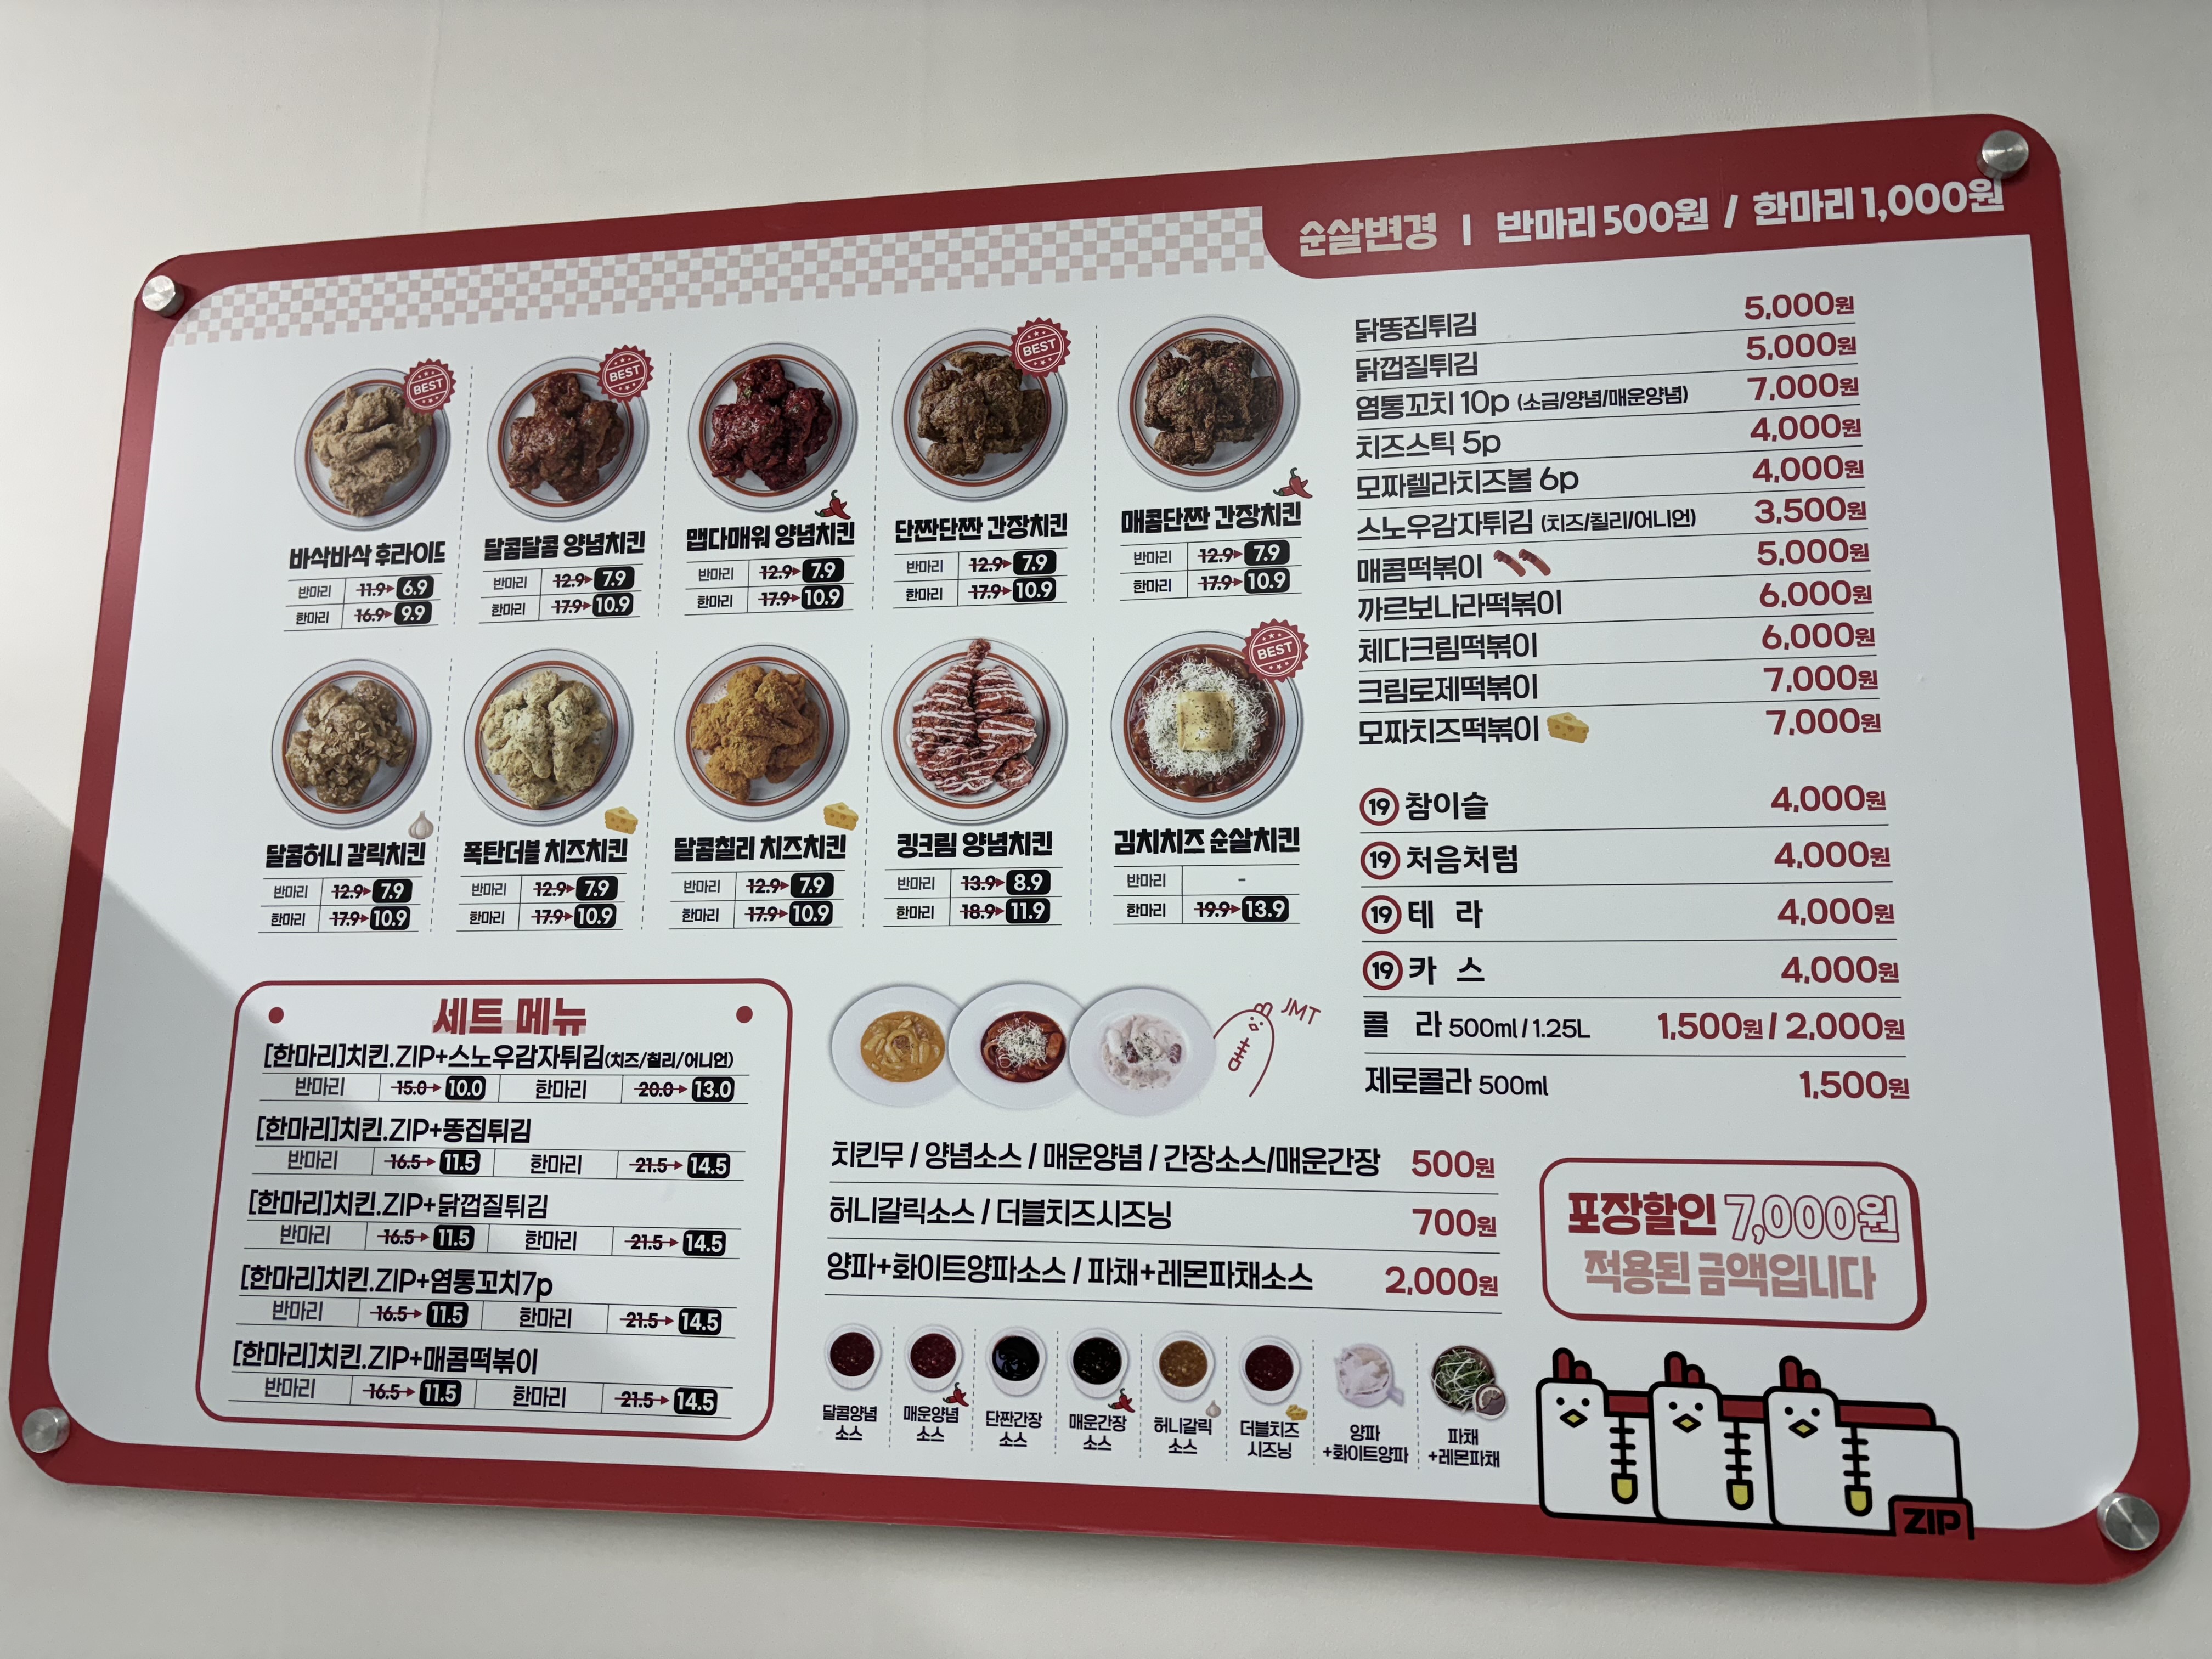 순살변경 | 반마리 500원 / 한마리 1,000원
BEST
바삭바삭 후라이드
반마리 11.9 6.9
한마리 16.9 9.9
BEST
달콤달콤 양념치킨
반마리 12.9 7.9
한마리 17.9 10.9
맵다매워 양념치킨
반마리 12.9 7.9
한마리 17.9 10.9
BEST
단짠단짠 간장치킨
반마리 12.9 7.9
한마리 17.9 10.9
매콤단짠 간장치킨
반마리 12.9 7.9
한마리 17.9 10.9
달콤허니 갈릭치킨
반마리 12.9 7.9
한마리 17.9 10.9
폭탄더블 치즈치킨
반마리 12.9 7.9
한마리 17.9 10.9
달콤칠리 치즈치킨
반마리 12.9 7.9
한마리 17.9 10.9
킹크림 양념치킨
반마리 13.9 8.9
한마리 18.9 11.9
BEST
김치치즈 순살치킨
반마리 -
한마리 19.9 13.9
닭똥집튀김 5,000원
닭껍질튀김 5,000원
염통꼬치 10p (소금/양념/매운양념) 7,000원
치즈스틱 5p 4,000원
모짜렐라치즈볼 6p 4,000원
스노우감자튀김 (치즈/칠리/어니언) 3,500원
매콤떡볶이 5,000원
까르보나라떡볶이 6,000원
체다크림떡볶이 6,000원
크림로제떡볶이 7,000원
모짜치즈떡볶이 7,000원
19 참이슬 4,000원
19 처음처럼 4,000원
19 테 라 4,000원
19 카 스 4,000원
콜 라 500ml / 1.25L 1,500원 / 2,000원
제로콜라 500ml 1,500원
세트 메뉴
[한마리]치킨.ZIP+스노우감자튀김(치즈/칠리/어니언)
반마리 15.0 10.0 한마리 20.0 13.0
[한마리]치킨.ZIP+똥집튀김
반마리 16.5 11.5 한마리 21.5 14.5
[한마리]치킨.ZIP+닭껍질튀김
반마리 16.5 11.5 한마리 21.5 14.5
[한마리]치킨.ZIP+염통꼬치7p
반마리 16.5 11.5 한마리 21.5 14.5
[한마리]치킨.ZIP+매콤떡볶이
반마리 16.5 11.5 한마리 21.5 14.5
JMT
치킨무 / 양념소스 / 매운양념 / 간장소스/매운간장 500원
허니갈릭소스 / 더블치즈시즈닝 700원
양파+화이트양파소스 / 파채+레몬파채소스 2,000원
달콤양념
소스
매운양념
소스
단짠간장
소스
매운간장
소스
허니갈릭
소스
더블치즈
시즈닝
양파
+화이트양파
파채
+레몬파채
포장할인 7,000원
적용된 금액입니다
ZIP